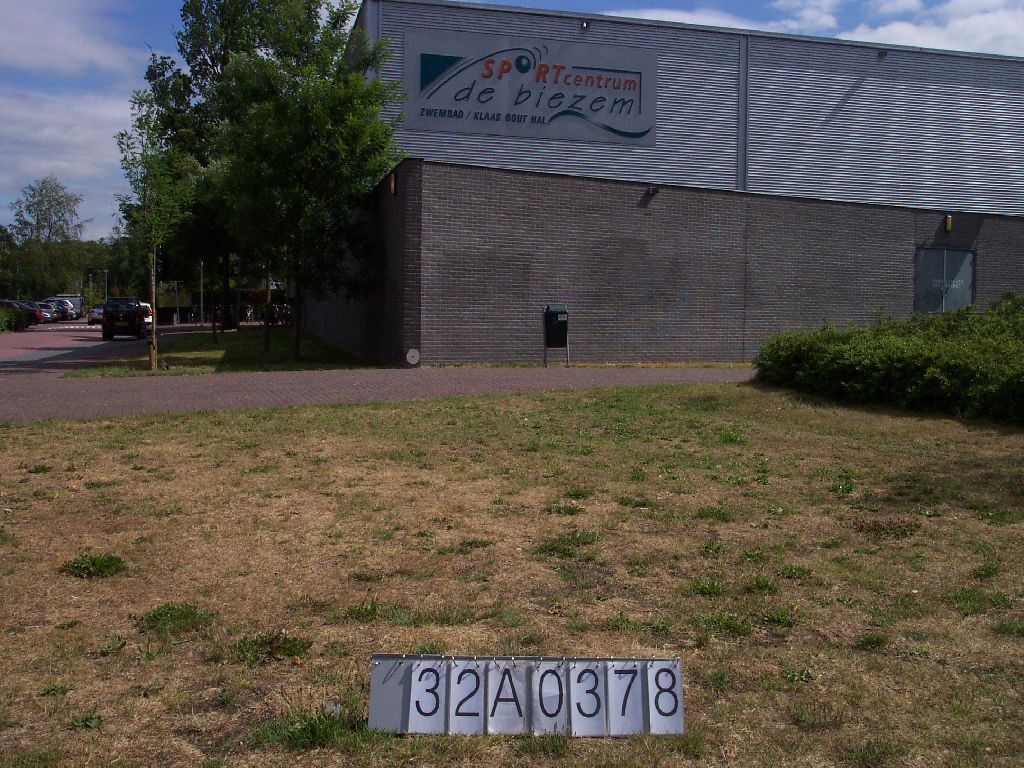 SPORTcentrum
de biezem
ZWEMBAD / KLAAS BOUT HAL
32A0378